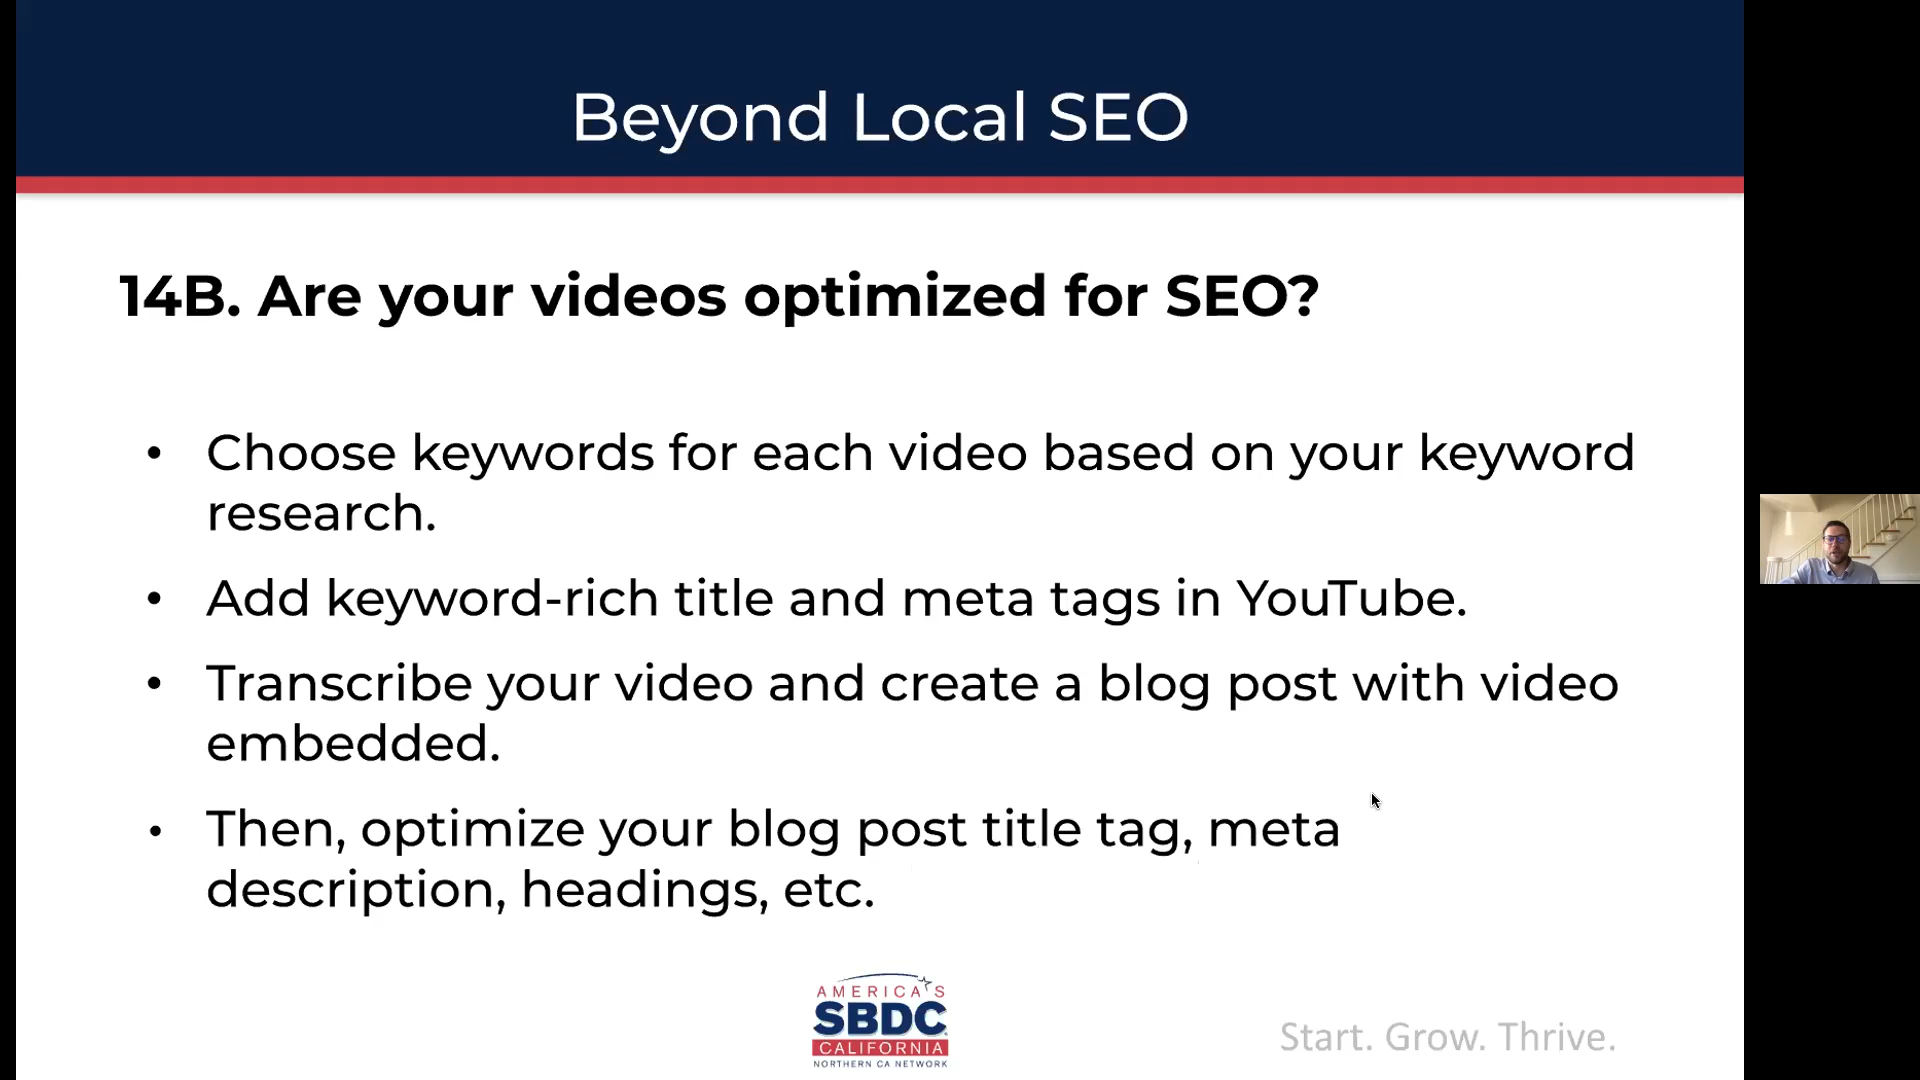 Beyond Local SEO
14B. Are your videos optimized for SEO?
• Choose keywords for each video based on your keyword
research.
• Add keyword-rich title and meta tags in YouTube.
• Transcribe your video and create a blog post with video
embedded.
• Then, optimize your blog post title tag, meta
description, headings, etc.
AMERICA'S
SBDC
CALIFORNIA
NORTHERN CA NETWORK
Start. Grow. Thrive.